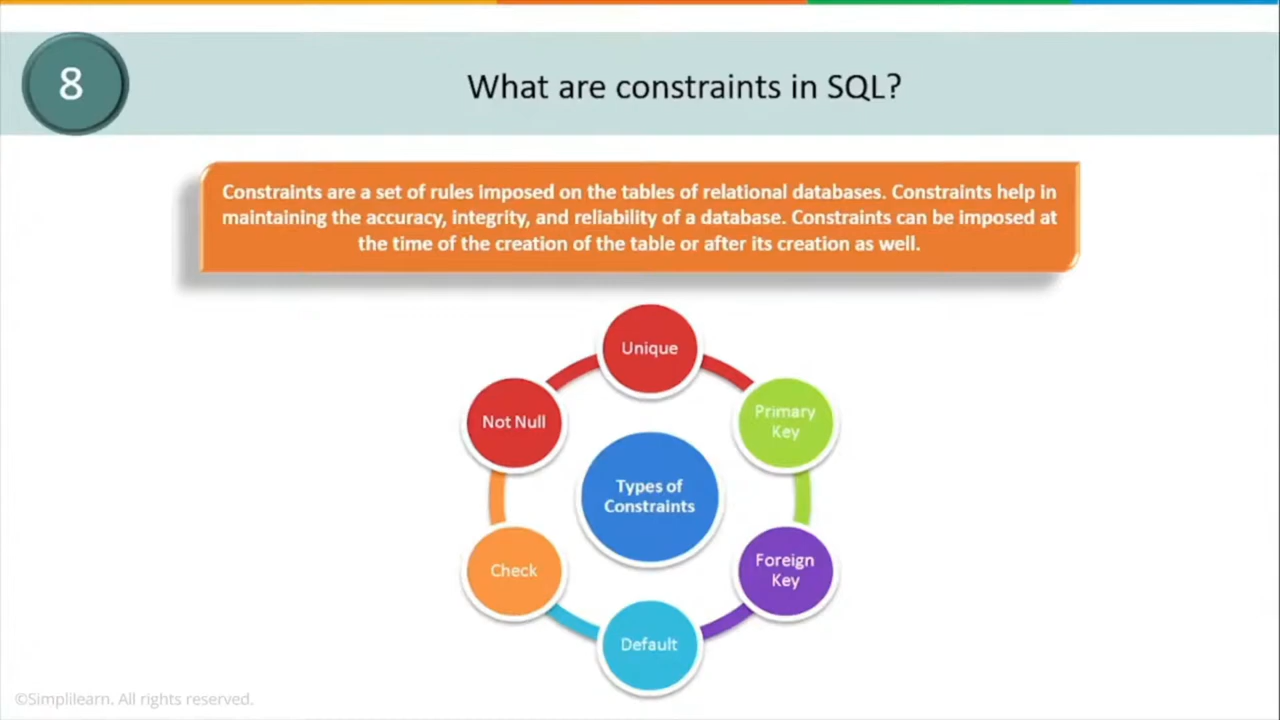 8
What are constraints in SQL?
Constraints are a set of rules imposed on the tables of relational databases. Constraints help in
maintaining the accuracy, integrity, and reliability of a database. Constraints can be imposed at
the time of the creation of the table or after its creation as well.
Unique
Not Null
Primary
Key
Types of
Constraints
Check
Foreign
Key
Default
©Simplilearn. All rights reserved.